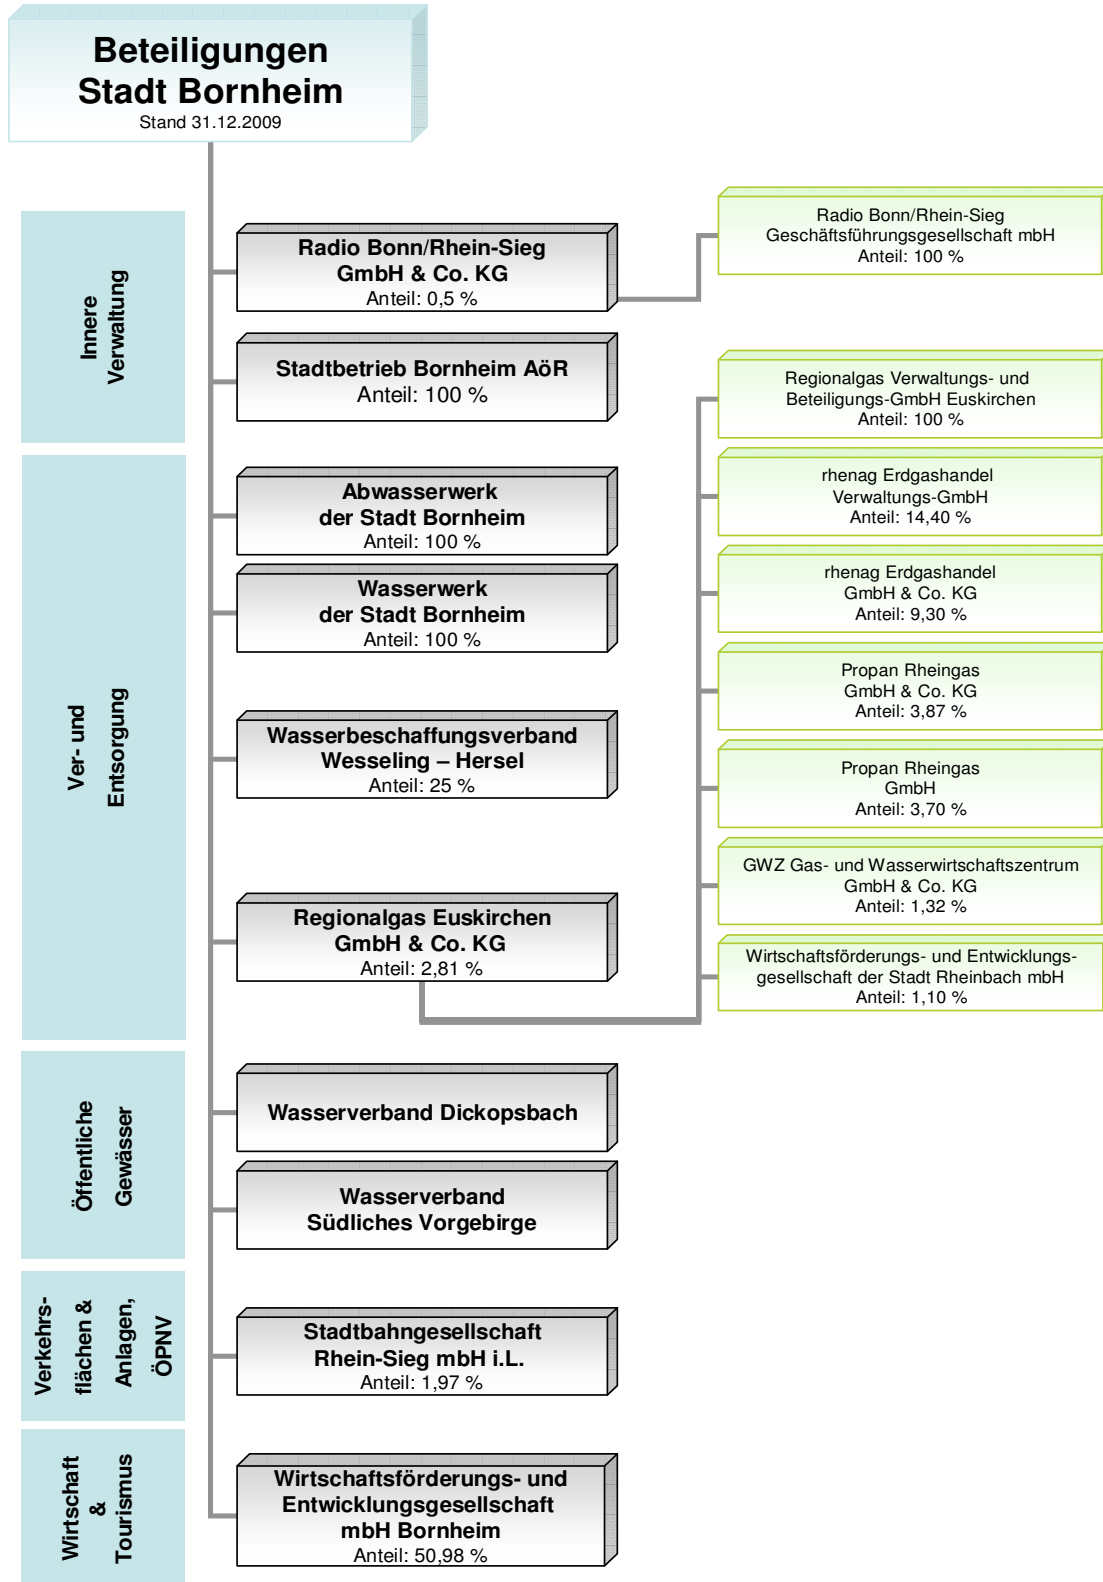 Beteiligungen
Stadt Bornheim
Stand 31.12.2009
Innere
Verwaltung
Radio Bonn/Rhein-Sieg
GmbH & Co. KG
Anteil: 0,5 %
Radio Bonn/Rhein-Sieg
Geschäftsführungsgesellschaft mbH
Anteil: 100 %
Stadtbetrieb Bornheim AöR
Anteil: 100 %
Ver- und
Entsorgung
Abwasserwerk
der Stadt Bornheim
Anteil: 100 %
Wasserwerk
der Stadt Bornheim
Anteil: 100 %
Wasserbeschaffungsverband
Wesseling – Hersel
Anteil: 25 %
Regionalgas Euskirchen
GmbH & Co. KG
Anteil: 2,81 %
Regionalgas Verwaltungs- und
Beteiligungs-GmbH Euskirchen
Anteil: 100 %
rhenag Erdgashandel
Verwaltungs-GmbH
Anteil: 14,40 %
rhenag Erdgashandel
GmbH & Co. KG
Anteil: 9,30 %
Propan Rheingas
GmbH & Co. KG
Anteil: 3,87 %
Propan Rheingas
GmbH
Anteil: 3,70 %
GWZ Gas- und Wasserwirtschaftszentrum
GmbH & Co. KG
Anteil: 1,32 %
Wirtschaftsförderungs- und Entwicklungs-
gesellschaft der Stadt Rheinbach mbH
Anteil: 1,10 %
Öffentliche
Gewässer
Wasserverband Dickopsbach
Wasserverband
Südliches Vorgebirge
Verkehrs-
flächen &
Anlagen,
ÖPNV
Stadtbahngesellschaft
Rhein-Sieg mbH i.L.
Anteil: 1,97 %
Wirtschaft
&
Tourismus
Wirtschaftsförderungs- und
Entwicklungsgesellschaft
mbH Bornheim
Anteil: 50,98 %